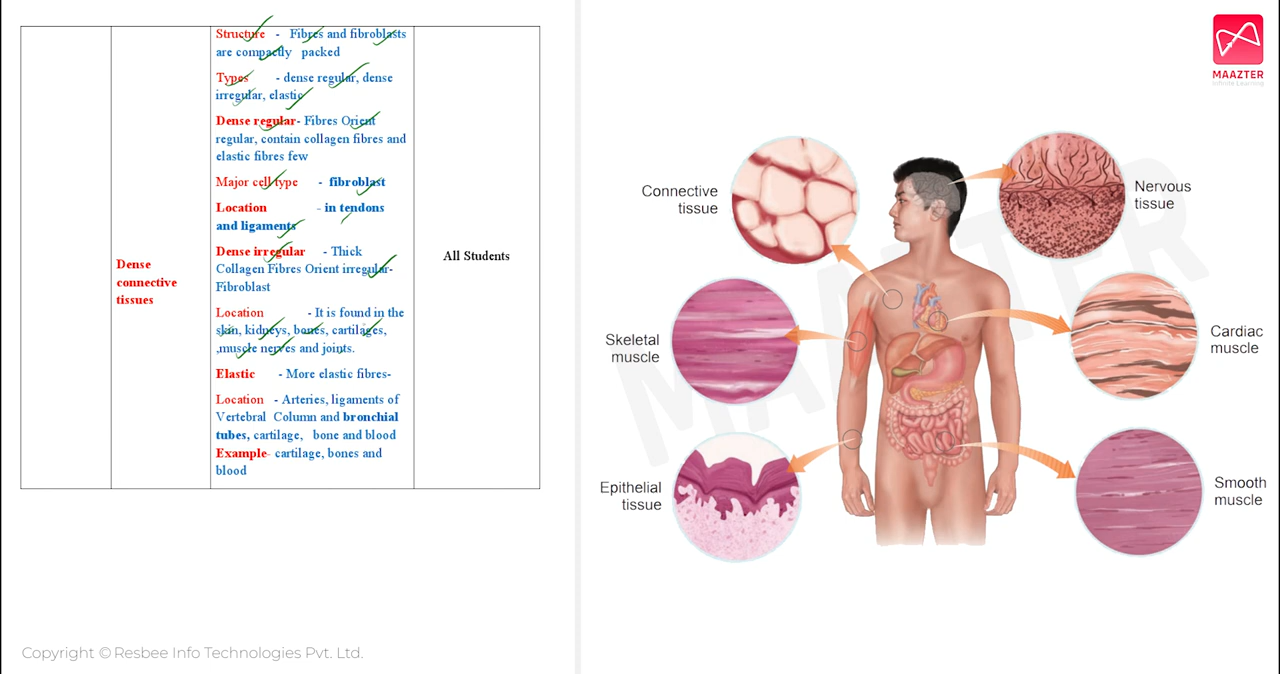 Structure - Fibres and fibroblasts
are compactly packed
Types - dense regular, dense
irregular, elastic
Dense regular- Fibres Orient
regular, contain collagen fibres and
elastic fibres few
Major cell type - fibroblast
Location - in tendons
and ligaments
Dense irregular - Thick
Collagen Fibres Orient irregular-
Fibroblast
Location - It is found in the
skin, kidneys, bones, cartilages,
,muscle nerves and joints.
Elastic - More elastic fibres-
Location - Arteries, ligaments of
Vertebral Column and bronchial
tubes, cartilage, bone and blood
Example- cartilage, bones and
blood
Dense
connective
tissues
All Students
Copyright © Resbee Info Technologies Pvt. Ltd.
MAAZTER
Infinite Learning
Connective
tissue
Nervous
tissue
Skeletal
muscle
Cardiac
muscle
Epithelial
tissue
Smooth
muscle
MAAZTER